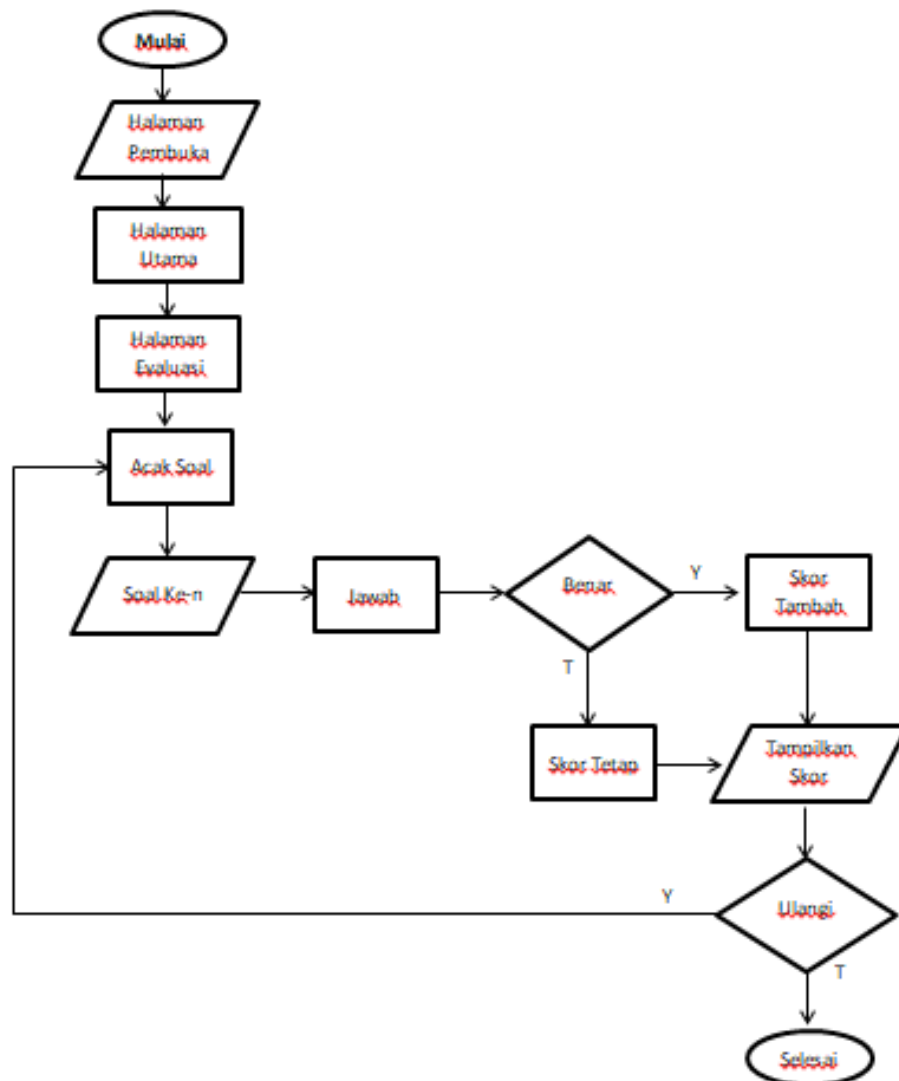 Mulai
Halaman
Pembuka
Halaman
Utama
Halaman
Evaluasi
Acak Soal
Soal Ke-n
Jawab
Benar
Y
Skor
Tambah
T
Skor Tetap
Tampilkan
Skor
Y
Ulangi
T
Selesai